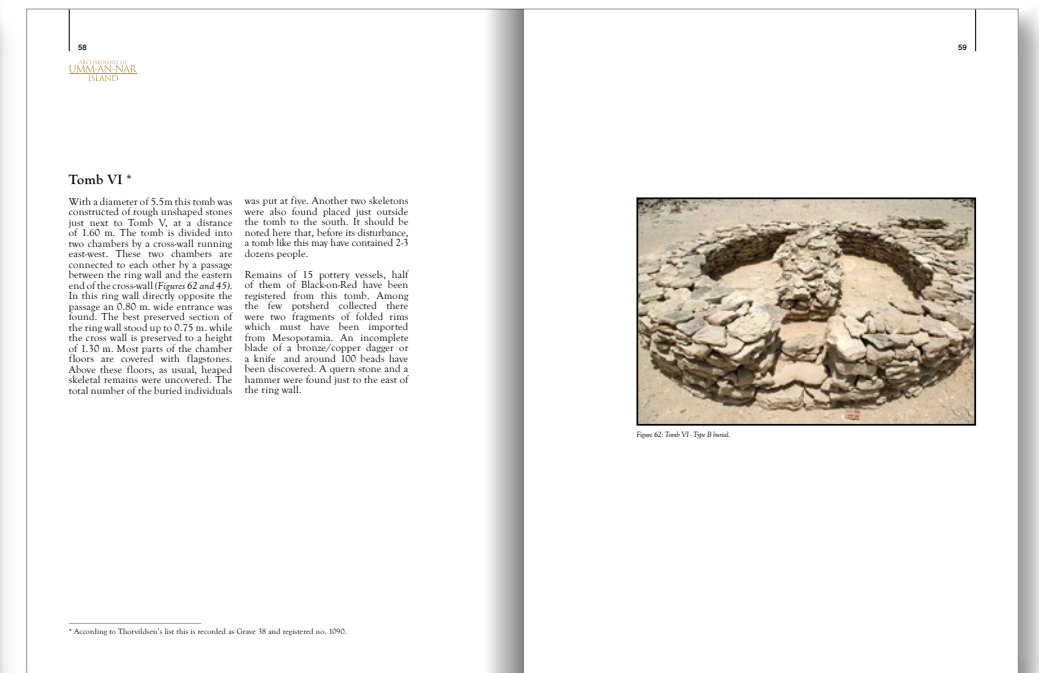 58
ARCHAEOLOGY OF
UMM-AN-NAR
ISLAND
Tomb VI *
With a diameter of 5.5m this tomb was
constructed of rough unshaped stones
just next to Tomb V, at a distance
of 1.60 m. The tomb is divided into
two chambers by a cross-wall running
east-west. These two chambers are
connected to each other by a passage
between the ring wall and the eastern
end of the cross-wall (Figures 62 and 45).
In this ring wall directly opposite the
passage an 0.80 m. wide entrance was
found. The best preserved section of
the ring wall stood up to 0.75 m. while
the cross wall is preserved to a height
of 1.30 m. Most parts of the chamber
floors are covered with flagstones.
Above these floors, as usual, heaped
skeletal remains were uncovered. The
total number of the buried individuals
was put at five. Another two skeletons
were also found placed just outside
the tomb to the south. It should be
noted here that, before its disturbance,
a tomb like this may have contained 2-3
dozens people.
Remains of 15 pottery vessels, half
of them of Black-on-Red have been
registered from this tomb. Among
the few potsherd collected there
were two fragments of folded rims
which must have been imported
from Mesopotamia. An incomplete
blade of a bronze/copper dagger or
a knife and around 100 beads have
been discovered. A quern stone and a
hammer were found just to the east of
the ring wall.
* According to Thorvildsen's list this is recorded as Grave 38 and registered no. 1090.
59
Figure 62: Tomb VI - Type B burial.